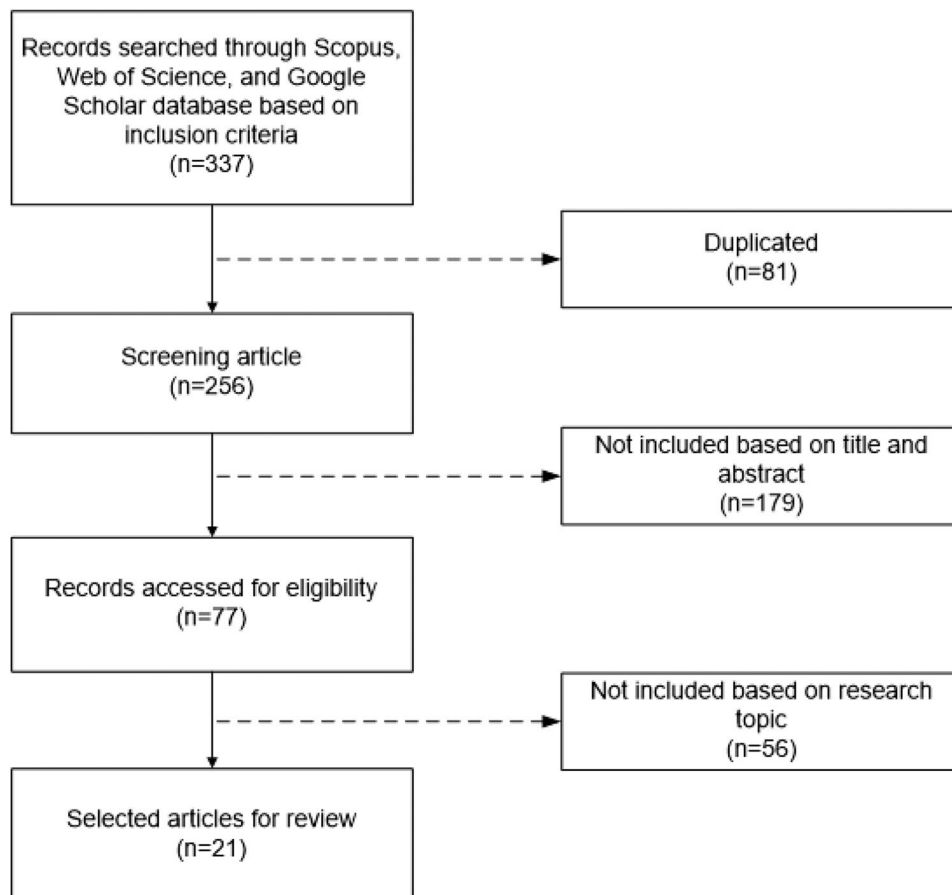 Records searched through Scopus,
Web of Science, and Google
Scholar database based on
inclusion criteria
(n=337)
Duplicated
(n=81)
Screening article
(n=256)
Not included based on title and
abstract
(n=179)
Records accessed for eligibility
(n=77)
Not included based on research
topic
(n=56)
Selected articles for review
(n=21)